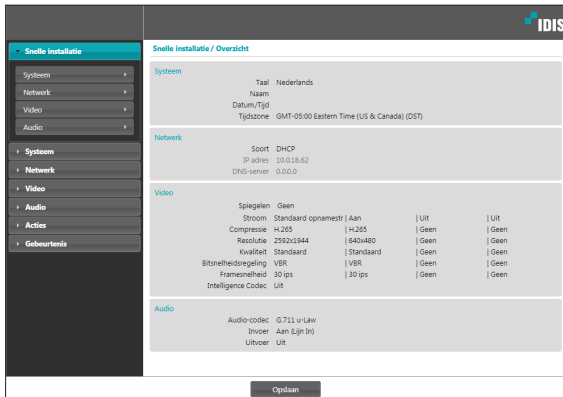 IDIS
Snelle installatie
Systeem
Netwerk
Video
Audio
Systeem
Netwerk
Video
Audio
Acties
Gebeurtenis
Snelle installatie / Overzicht
Systeem
Taal Nederlands
Naam
Datum/Tijd
Tijdszone GMT-05:00 Eastern Time (US & Canada) (DST)
Netwerk
Soort DHCP
IP adres 10.0.18.62
DNS-server 0.0.0.0
Video
Spiegelen Geen
Stroom Standaard opnamestr | Aan | Uit | Uit
Compressie H.265 | H.265 | Geen | Geen
Resolutie 2592x1944 | 640x480 | Geen | Geen
Kwaliteit Standaard | Standaard | Geen | Geen
Bitsnelheidsregeling VBR | VBR | Geen | Geen
Framesnelheid 30 ips | 30 ips | Geen | Geen
Intelligence Codec Uit
Audio
Audio-codec G.711 u-Law
Invoer Aan (Lijn In)
Uitvoer Uit
Opslaan